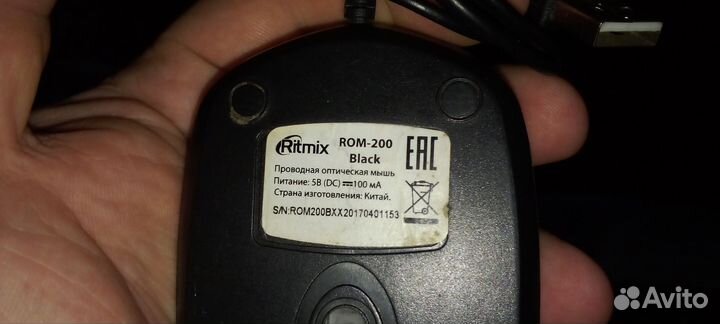 Ritmix ROM-200
Black
EAC
Проводная оптическая мышь
Питание: 5В (DC) 100 мА
Страна изготовления: Китай.
S/N:ROM200BXX20170401153
Avito